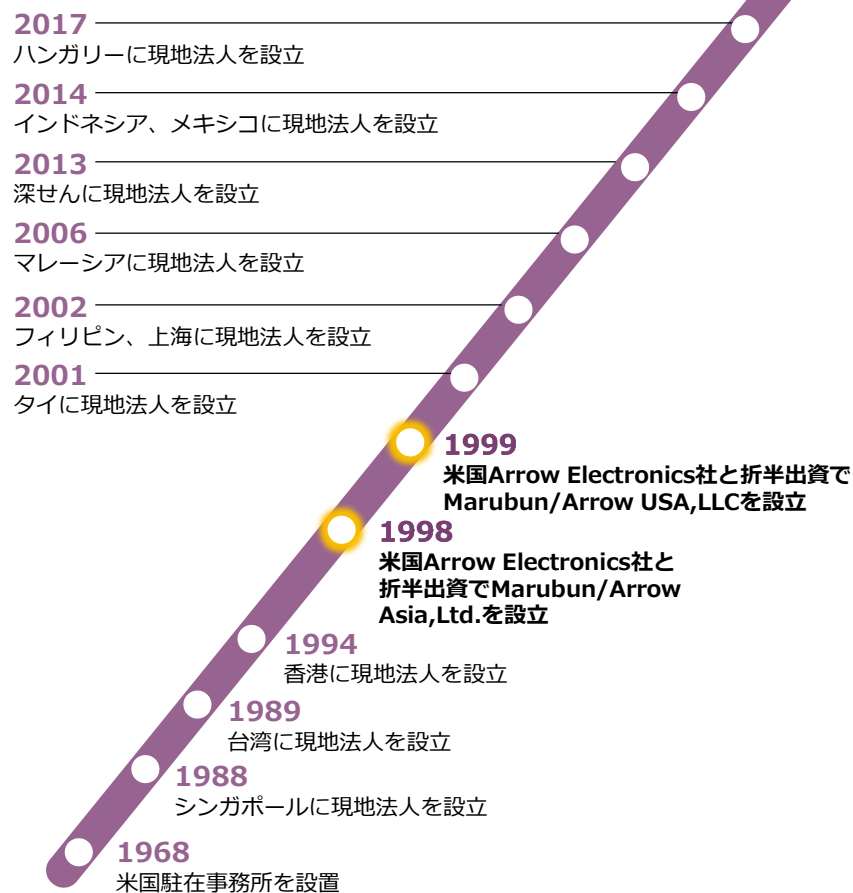 2017
ハンガリーに現地法人を設立
2014
インドネシア、メキシコに現地法人を設立
2013
深せんに現地法人を設立
2006
マレーシアに現地法人を設立
2002
フィリピン、上海に現地法人を設立
2001
タイに現地法人を設立
1999
米国Arrow Electronics社と折半出資で
Marubun/Arrow USA,LLCを設立
1998
米国Arrow Electronics社と
折半出資でMarubun/Arrow
Asia,Ltd.を設立
1994
香港に現地法人を設立
1989
台湾に現地法人を設立
1988
シンガポールに現地法人を設立
1968
米国駐在事務所を設置